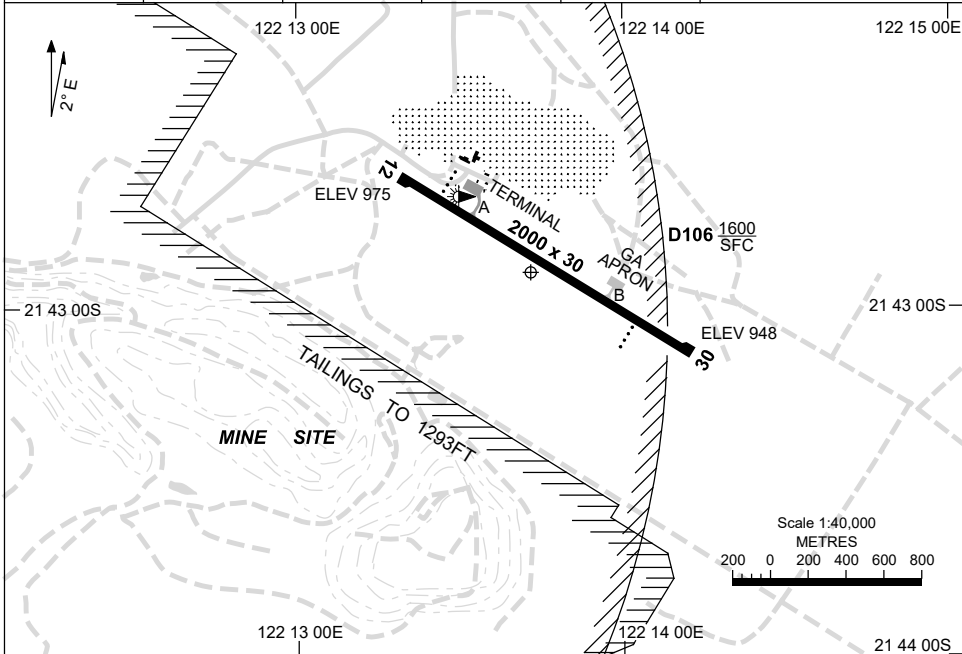 122 13 00E
122 14 00E
122 15 00E
2° E
12
ELEV 975
TERMINAL
A
2000 x 30
GA
APRON
B
D106 1600
SFC
21 43 00S
21 43 00S
ELEV 948
30
TAILINGS TO 1293FT
MINE SITE
Scale 1:40,000
METRES
200 0 200 400 600 800
122 13 00E
122 14 00E
21 44 00S